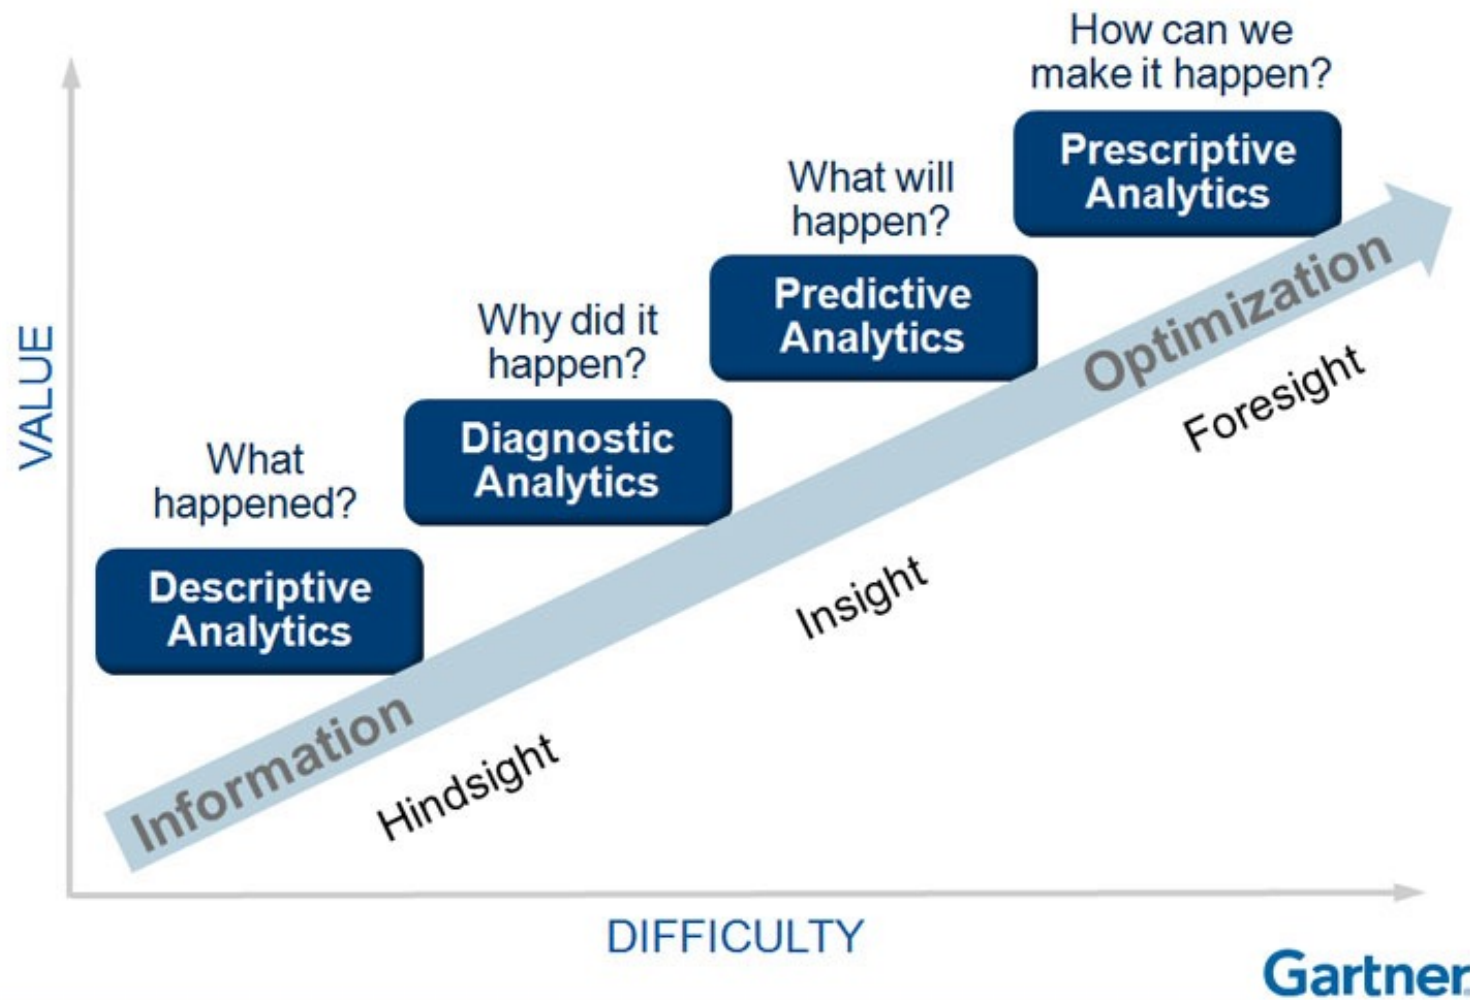 How can we
make it happen?
Prescriptive
Analytics
What will
happen?
Predictive
Analytics
Why did it
happen?
Diagnostic
Analytics
What
happened?
Descriptive
Analytics
Information
Optimization
Hindsight
Insight
Foresight
VALUE
DIFFICULTY
Gartner